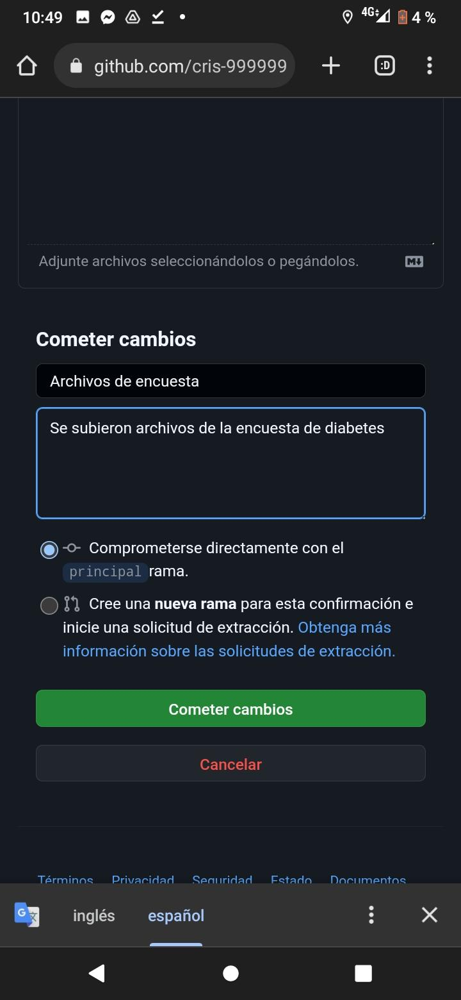 10:49
4G
4 %
github.com/cris-999999
:D
Adjunte archivos seleccionándolos o pegándolos.
M
Cometer cambios
Archivos de encuesta
Se subieron archivos de la encuesta de diabetes
Comprometerse directamente con el
principal rama.
Cree una nueva rama para esta confirmación e
inicie una solicitud de extracción. Obtenga más
información sobre las solicitudes de extracción.
Cometer cambios
Cancelar
Términos Privacidad Seguridad Estado Documentos
G
文
inglés
español